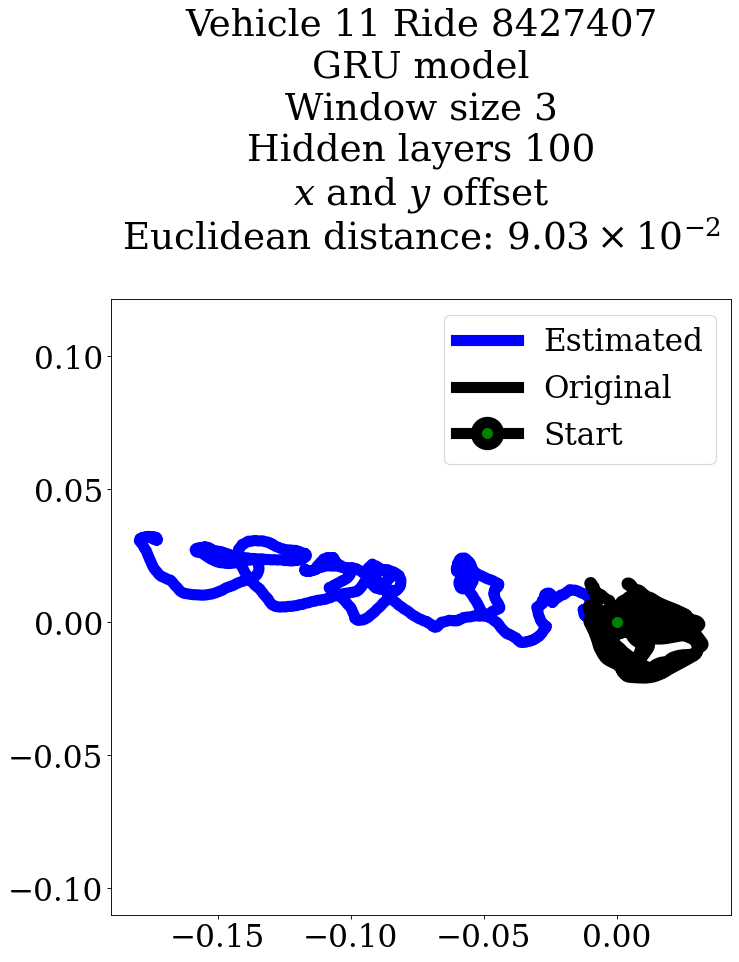 Vehicle 11 Ride 8427407
GRU model
Window size 3
Hidden layers 100
x and y offset
Euclidean distance: 9.03 × 10⁻²
Estimated
Original
Start
0.10
0.05
0.00
−0.05
−0.10
−0.15 −0.10 −0.05 0.00